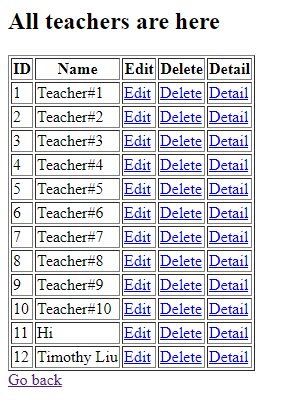 All teachers are here
ID Name Edit Delete Detail
1 Teacher#1 Edit Delete Detail
2 Teacher#2 Edit Delete Detail
3 Teacher#3 Edit Delete Detail
4 Teacher#4 Edit Delete Detail
5 Teacher#5 Edit Delete Detail
6 Teacher#6 Edit Delete Detail
7 Teacher#7 Edit Delete Detail
8 Teacher#8 Edit Delete Detail
9 Teacher#9 Edit Delete Detail
10 Teacher#10 Edit Delete Detail
11 Hi Edit Delete Detail
12 Timothy Liu Edit Delete Detail
Go back